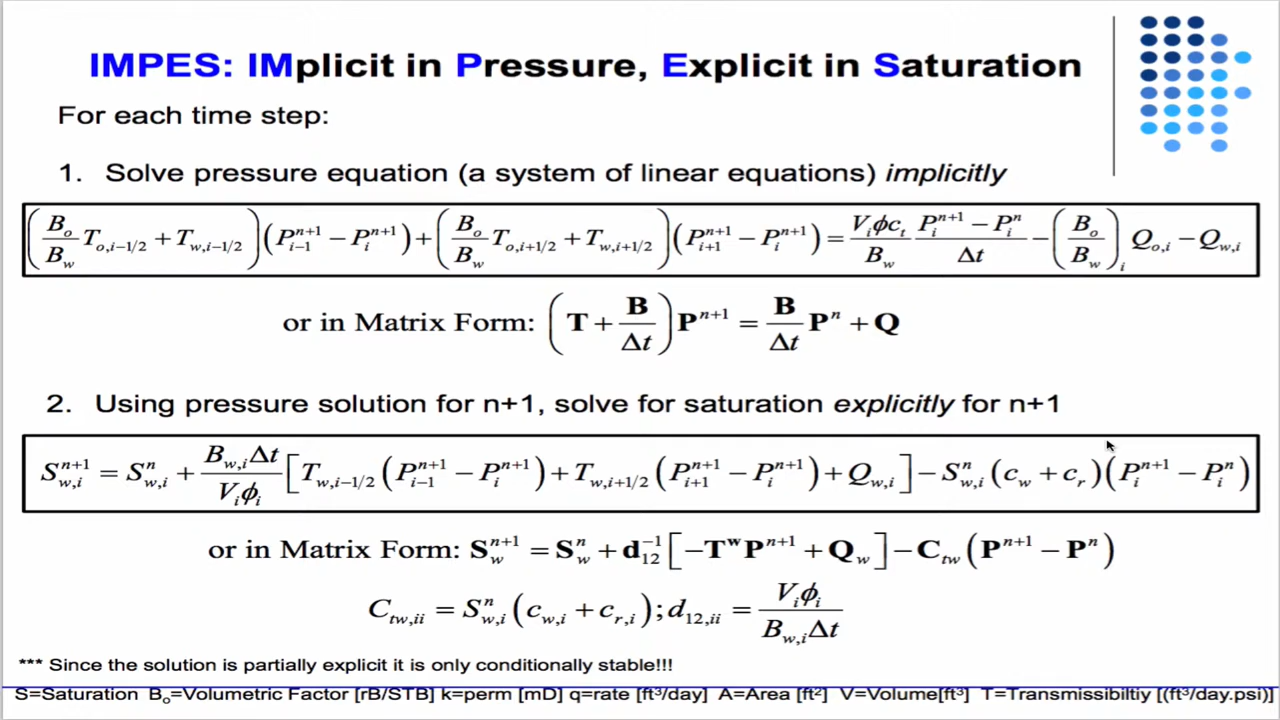 IMPES: IMplicit in Pressure, Explicit in Saturation
For each time step:
1. Solve pressure equation (a system of linear equations) implicitly
(B_o/B_w T_{o,i−1/2} + T_{w,i−1/2})(P_{i−1}^{n+1} − P_i^{n+1}) + (B_o/B_w T_{o,i+1/2} + T_{w,i+1/2})(P_{i+1}^{n+1} − P_i^{n+1}) = V_iϕc_t/B_w P_i^{n+1} − P_i^n/Δt − (B_o/B_w)_i Q_{o,i} − Q_{w,i}
or in Matrix Form: (T + B/Δt) P^{n+1} = B/Δt P^n + Q
2. Using pressure solution for n+1, solve for saturation explicitly for n+1
S_{w,i}^{n+1} = S_{w,i}^n + B_{w,i}Δt/V_iϕ_i [T_{w,i−1/2}(P_{i−1}^{n+1} − P_i^{n+1}) + T_{w,i+1/2}(P_{i+1}^{n+1} − P_i^{n+1}) + Q_{w,i}] − S_{w,i}^n (c_w + c_r)(P_i^{n+1} − P_i^n)
or in Matrix Form: S_w^{n+1} = S_w^n + d_{12}^{−1}[−T^w P^{n+1} + Q_w] − C_{tw}(P^{n+1} − P^n)
C_{tw,ii} = S_{w,i}^n (c_{w,i} + c_{r,i}); d_{12,ii} = V_iϕ_i/B_{w,i}Δt
*** Since the solution is partially explicit it is only conditionally stable!!!
S=Saturation B_o=Volumetric Factor [rB/STB] k=perm [mD] q=rate [ft³/day] A=Area [ft²] V=Volume[ft³] T=Transmissibiltiy [(ft³/day.psi)]